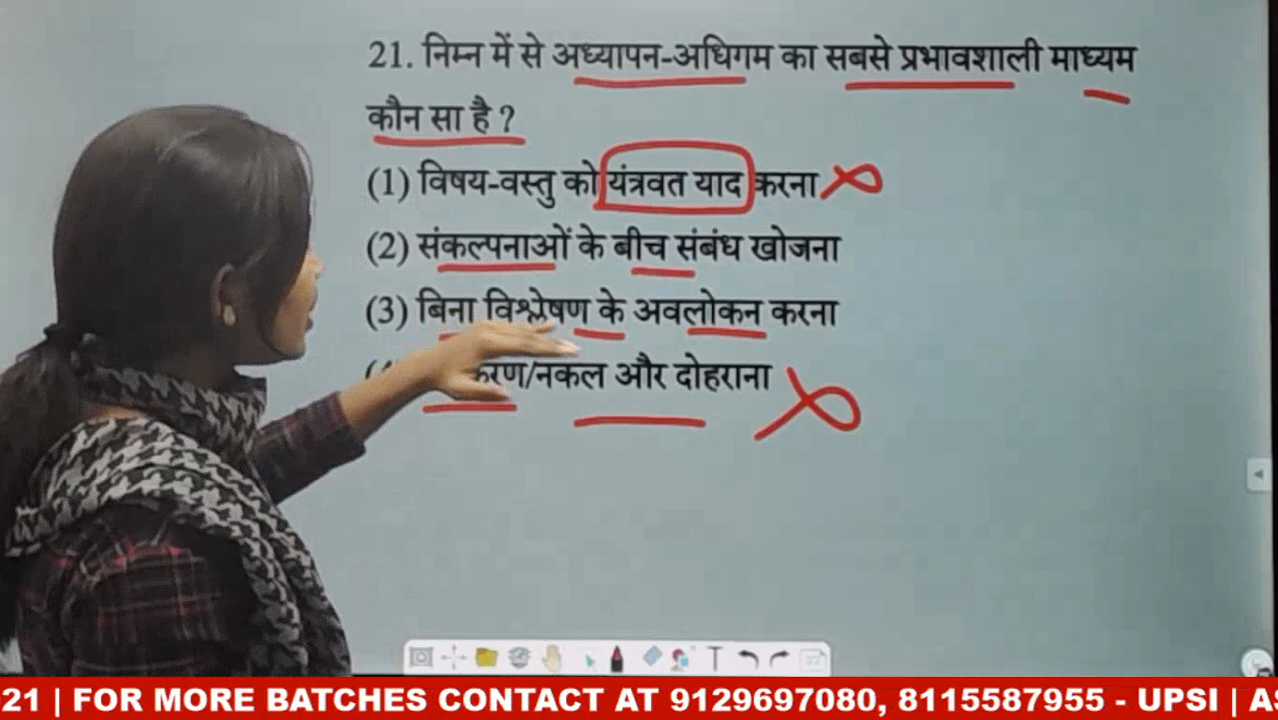 21. निम्न में से अध्यापन-अधिगम का सबसे प्रभावशाली माध्यम
कौन सा है ?
(1) विषय-वस्तु को यंत्रवत याद करना
(2) संकल्पनाओं के बीच संबंध खोजना
(3) बिना विश्लेषण के अवलोकन करना
/नकल और दोहराना
21 | FOR MORE BATCHES CONTACT AT 9129697080, 8115587955 - UPSI |